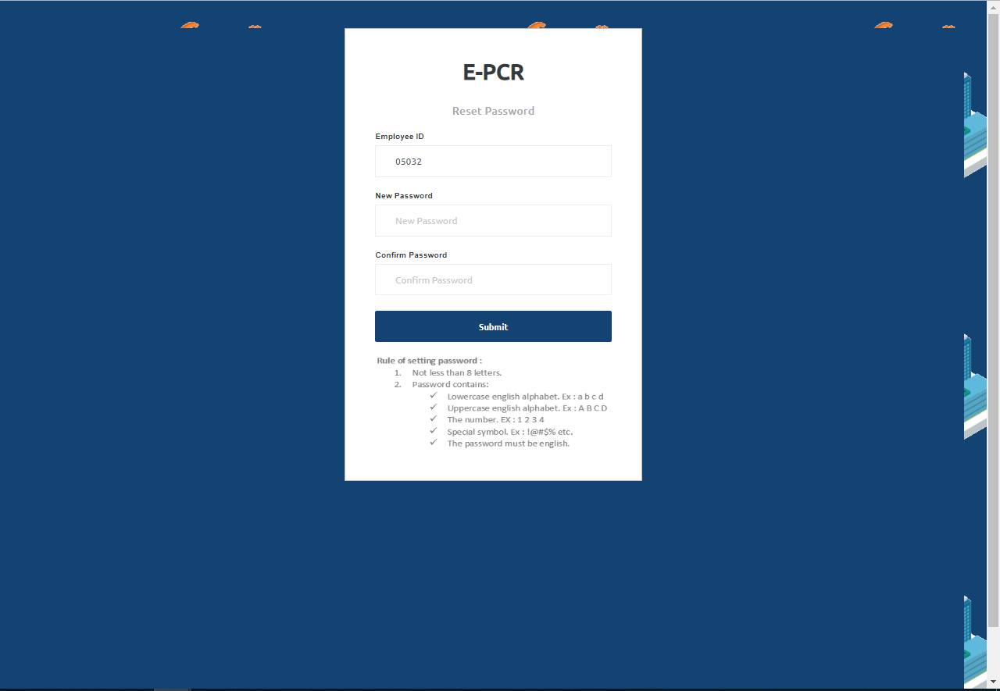 E-PCR
Reset Password
Employee ID
05032
New Password
New Password
Confirm Password
Confirm Password
Submit
Rule of setting password :
1. Not less than 8 letters.
2. Password contains:
✓ Lowercase english alphabet. Ex : a b c d
✓ Uppercase english alphabet. Ex : A B C D
✓ The number. EX : 1 2 3 4
✓ Special symbol. Ex : !@#$% etc.
✓ The password must be english.